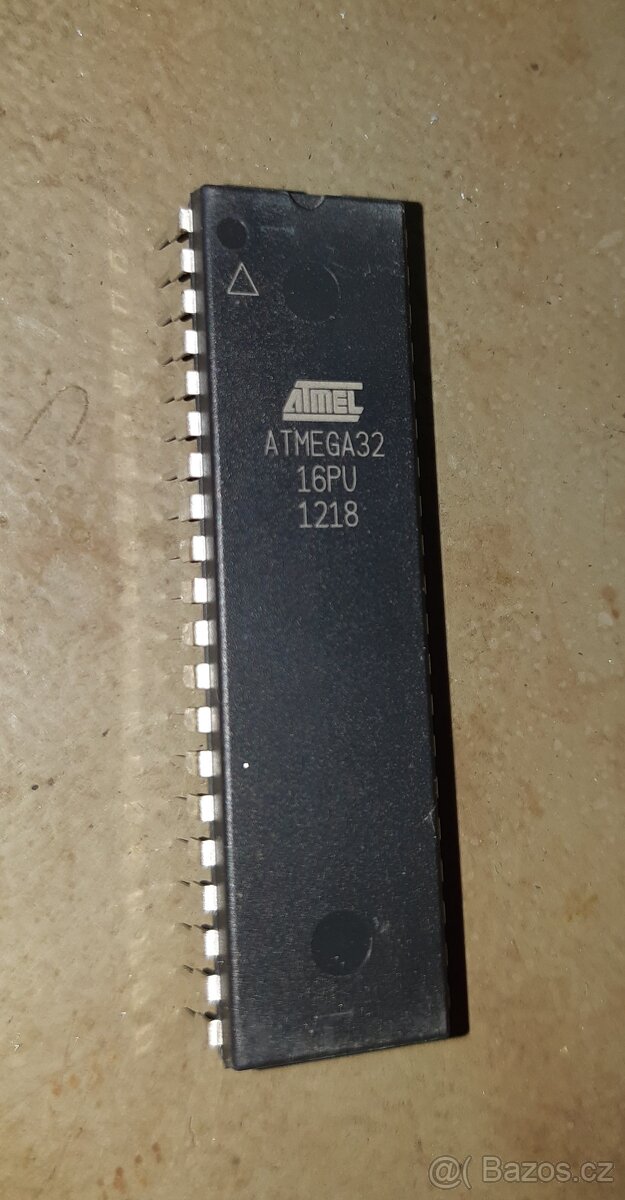 ATMEL
ATMEGA32
16PU
1218
@( Bazos.cz